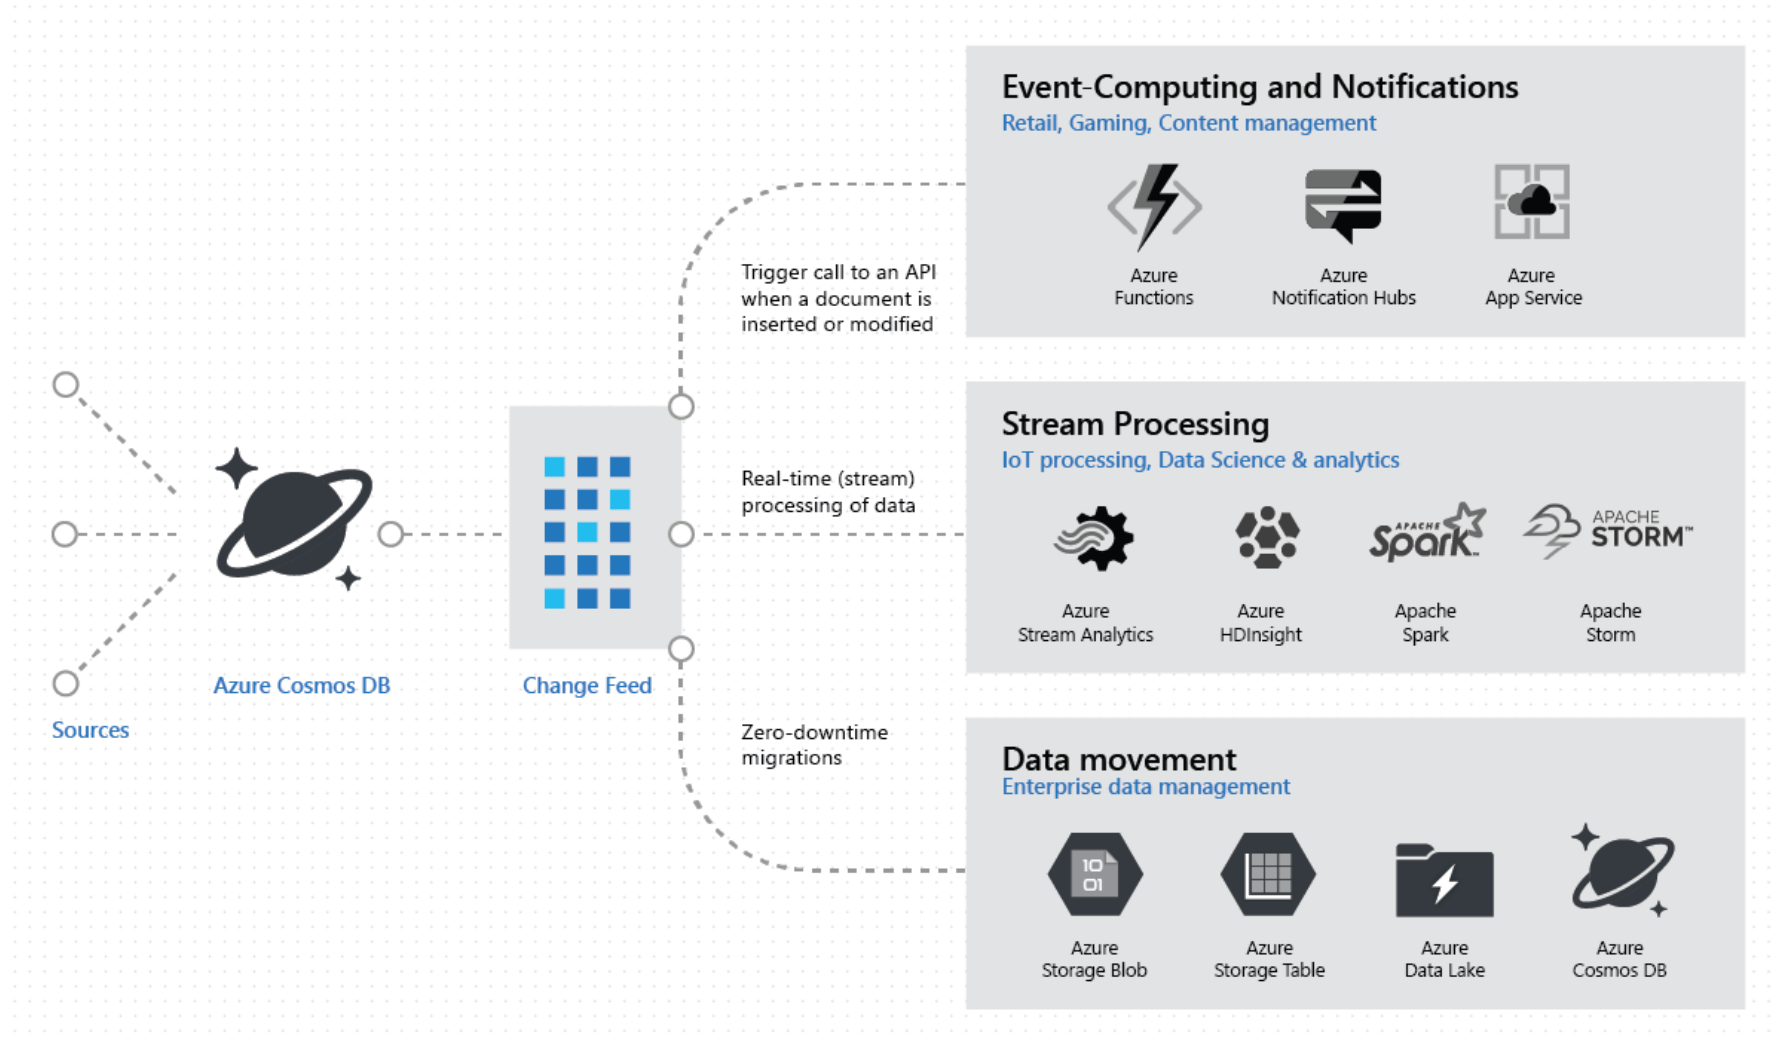 Event-Computing and Notifications
Retail, Gaming, Content management
Azure
Functions
Azure
Notification Hubs
Azure
App Service
Trigger call to an API
when a document is
inserted or modified
Stream Processing
IoT processing, Data Science & analytics
Real-time (stream)
processing of data
APACHE
Spark™
APACHE
STORM™
Azure
Stream Analytics
Azure
HDInsight
Apache
Spark
Apache
Storm
Azure Cosmos DB
Change Feed
Sources
Zero-downtime
migrations
Data movement
Enterprise data management
10
01
Azure
Storage Blob
Azure
Storage Table
Azure
Data Lake
Azure
Cosmos DB